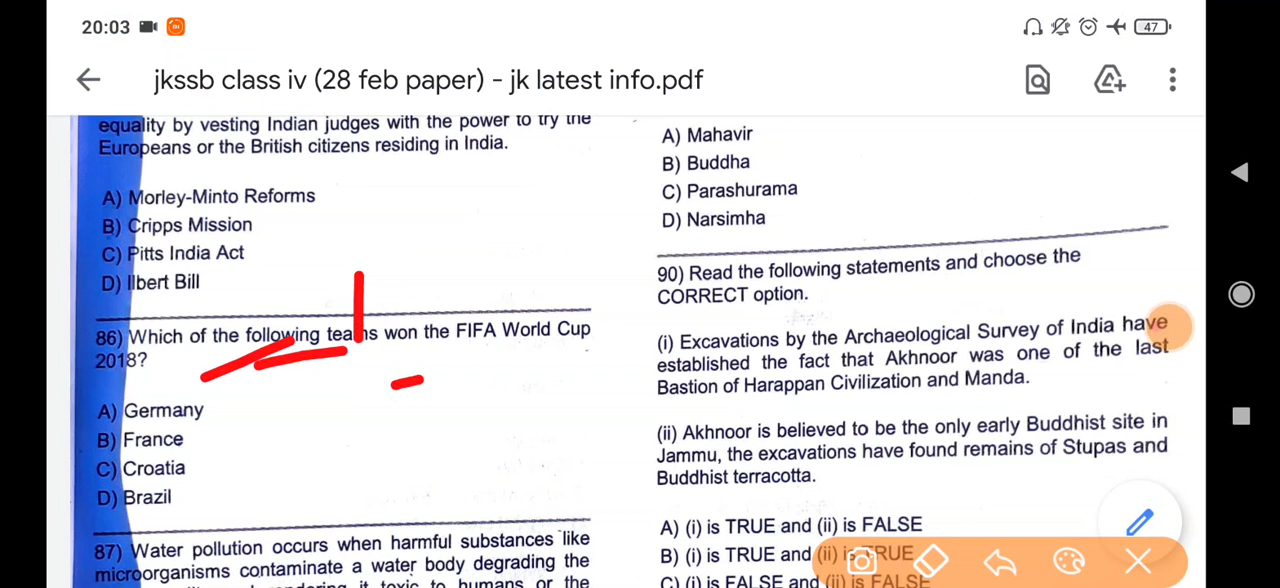 20:03
47
jkssb class iv (28 feb paper) - jk latest info.pdf
equality by vesting Indian judges with the power to try the
Europeans or the British citizens residing in India.
A) Morley-Minto Reforms
B) Cripps Mission
C) Pitts India Act
D) Ilbert Bill
86) Which of the following teams won the FIFA World Cup
2018?
A) Germany
B) France
C) Croatia
D) Brazil
87) Water pollution occurs when harmful substances like
microorganisms contaminate a water body degrading the
it toxic to humans or the
A) Mahavir
B) Buddha
C) Parashurama
D) Narsimha
90) Read the following statements and choose the
CORRECT option.
(i) Excavations by the Archaeological Survey of India have
established the fact that Akhnoor was one of the last
Bastion of Harappan Civilization and Manda.
(ii) Akhnoor is believed to be the only early Buddhist site in
Jammu, the excavations have found remains of Stupas and
Buddhist terracotta.
A) (i) is TRUE and (ii) is FALSE
B) (i) is TRUE and (ii) is TRUE
C) (i) is FALSE and (ii) is FALSE